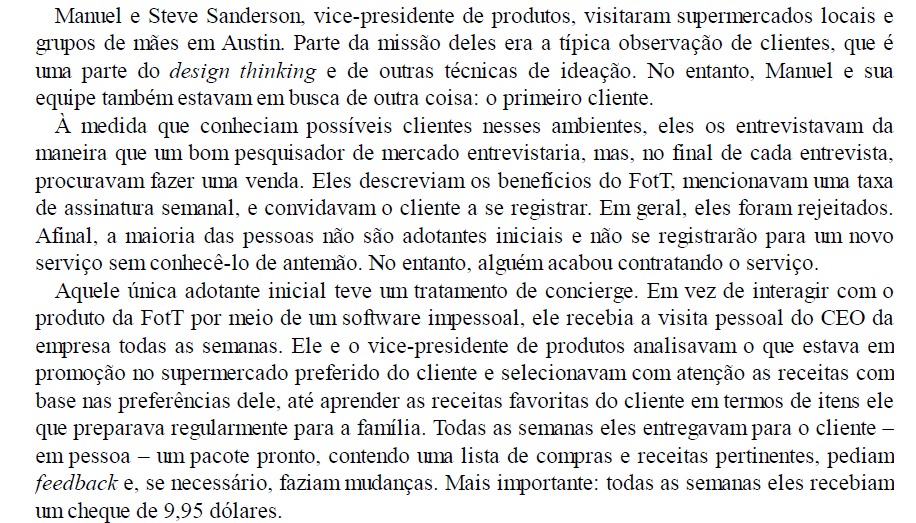 Manuel e Steve Sanderson, vice-presidente de produtos, visitaram supermercados locais e
grupos de mães em Austin. Parte da missão deles era a típica observação de clientes, que é
uma parte do design thinking e de outras técnicas de ideação. No entanto, Manuel e sua
equipe também estavam em busca de outra coisa: o primeiro cliente.
À medida que conheciam possíveis clientes nesses ambientes, eles os entrevistavam da
maneira que um bom pesquisador de mercado entrevistaria, mas, no final de cada entrevista,
procuravam fazer uma venda. Eles descreviam os benefícios do FotT, mencionavam uma taxa
de assinatura semanal, e convidavam o cliente a se registrar. Em geral, eles foram rejeitados.
Afinal, a maioria das pessoas não são adotantes iniciais e não se registrarão para um novo
serviço sem conhecê-lo de antemão. No entanto, alguém acabou contratando o serviço.
Aquele única adotante inicial teve um tratamento de concierge. Em vez de interagir com o
produto da FotT por meio de um software impessoal, ele recebia a visita pessoal do CEO da
empresa todas as semanas. Ele e o vice-presidente de produtos analisavam o que estava em
promoção no supermercado preferido do cliente e selecionavam com atenção as receitas com
base nas preferências dele, até aprender as receitas favoritas do cliente em termos de itens ele
que preparava regularmente para a família. Todas as semanas eles entregavam para o cliente –
em pessoa – um pacote pronto, contendo uma lista de compras e receitas pertinentes, pediam
feedback e, se necessário, faziam mudanças. Mais importante: todas as semanas eles recebiam
um cheque de 9,95 dólares.